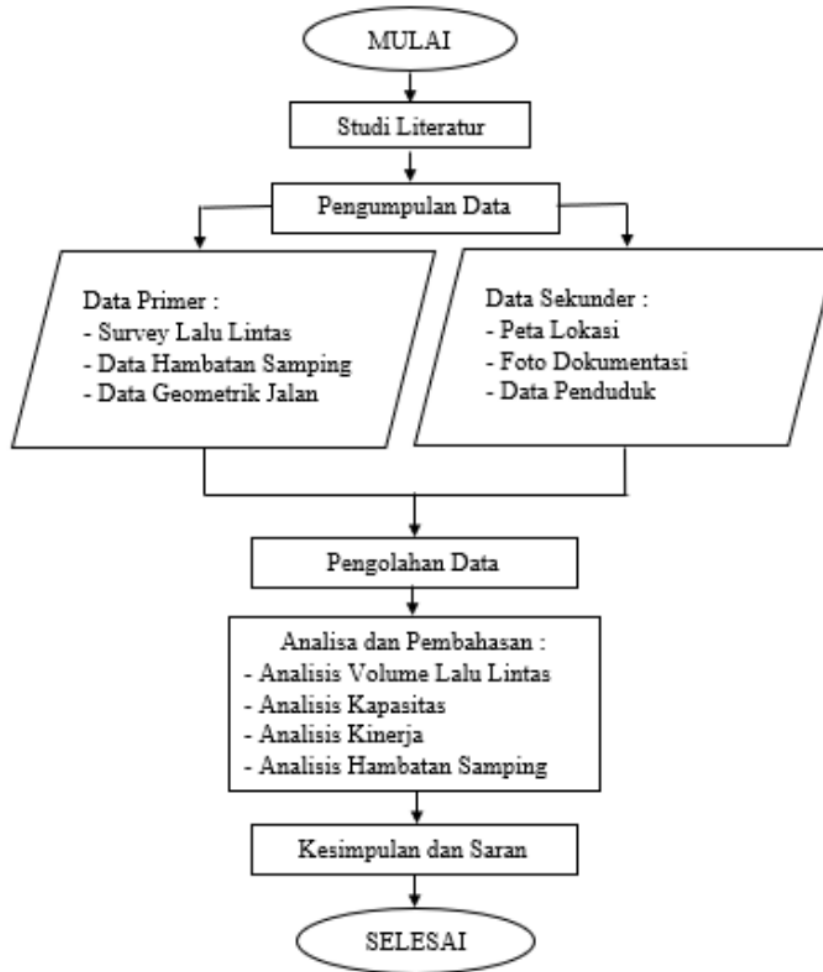 MULAI
Studi Literatur
Pengumpulan Data
Data Primer :
- Survey Lalu Lintas
- Data Hambatan Samping
- Data Geometrik Jalan
Data Sekunder :
- Peta Lokasi
- Foto Dokumentasi
- Data Penduduk
Pengolahan Data
Analisa dan Pembahasan :
- Analisis Volume Lalu Lintas
- Analisis Kapasitas
- Analisis Kinerja
- Analisis Hambatan Samping
Kesimpulan dan Saran
SELESAI